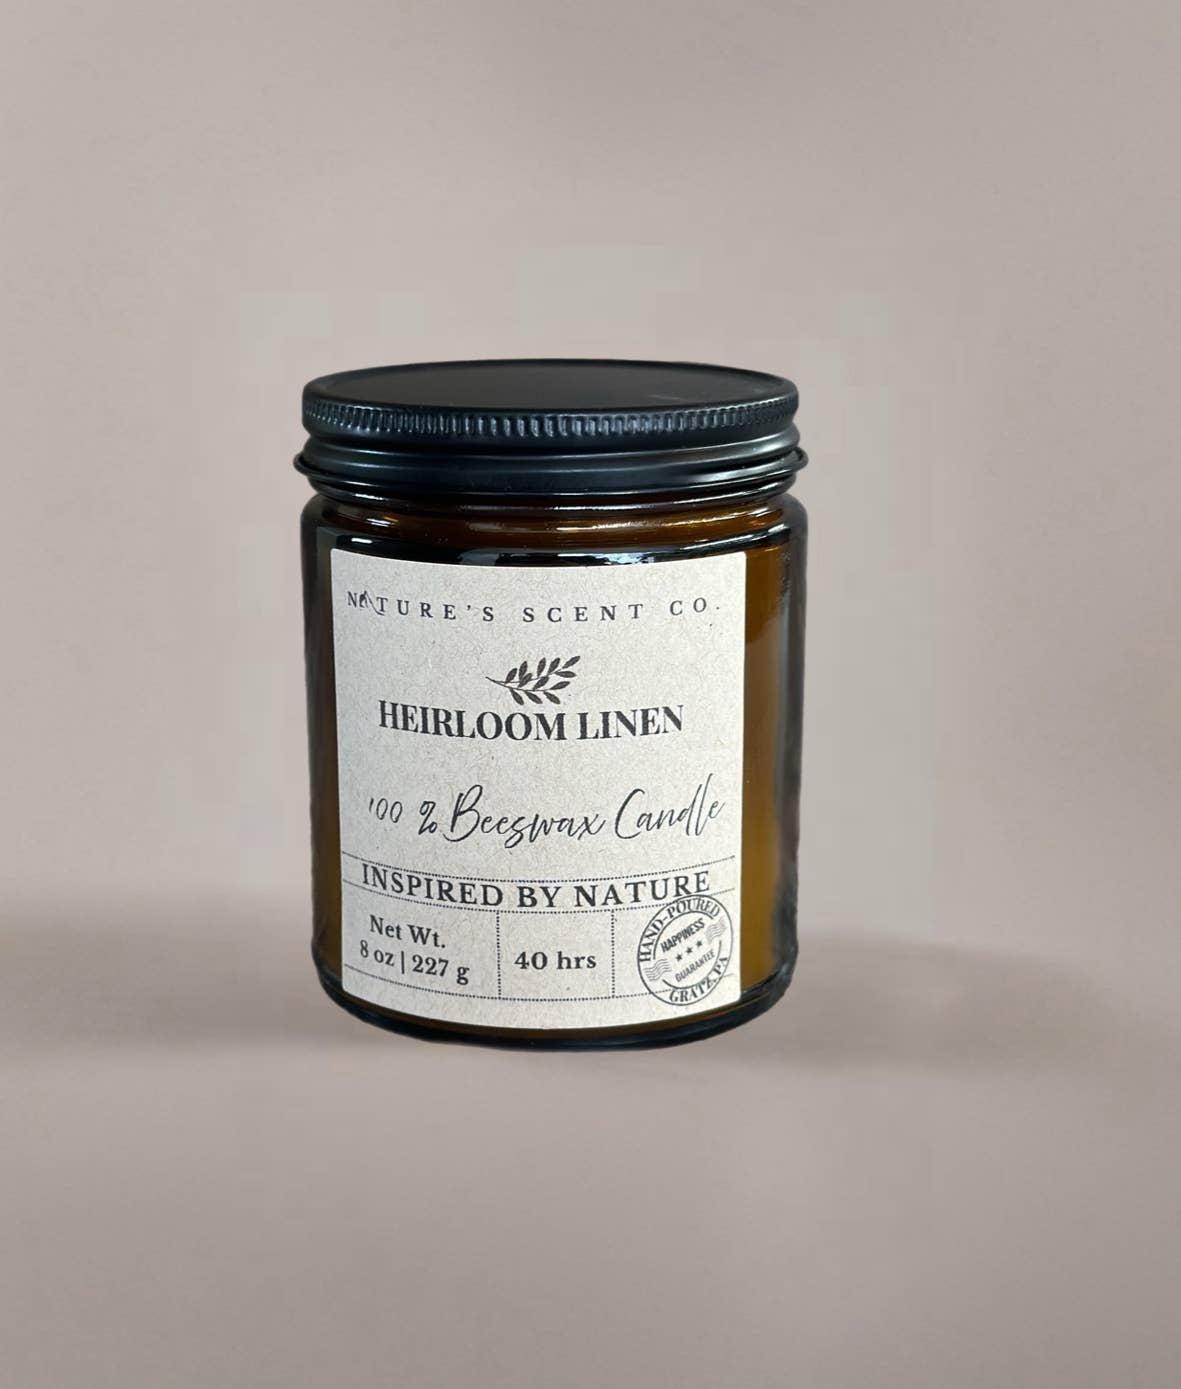 NATURE'S SCENT CO.
HEIRLOOM LINEN
100 % Beeswax Candle
INSPIRED BY NATURE
Net Wt.
8 oz | 227 g
40 hrs
HAND-POURED
HAPPINESS
GUARANTEE
GRATZ, PA